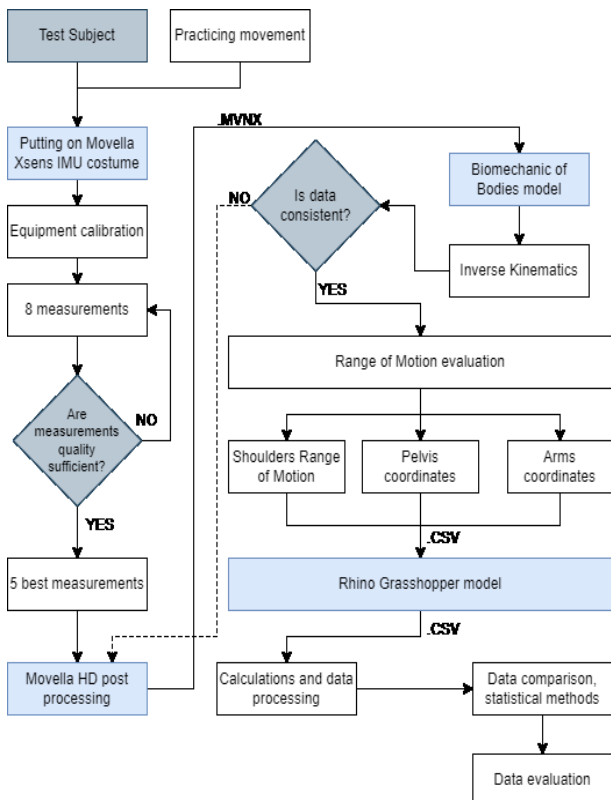 Test Subject
Practicing movement
Putting on Movella
Xsens IMU costume
Equipment calibration
8 measurements
Are
measurements
quality
sufficient?
NO
YES
5 best measurements
Movella HD post
processing
.MVNX
Biomechanic of
Bodies model
Inverse Kinematics
Is data
consistent?
NO
YES
Range of Motion evaluation
Shoulders Range
of Motion
Pelvis
coordinates
Arms
coordinates
.CSV
Rhino Grasshopper model
.CSV
Calculations and data
processing
Data comparison,
statistical methods
Data evaluation